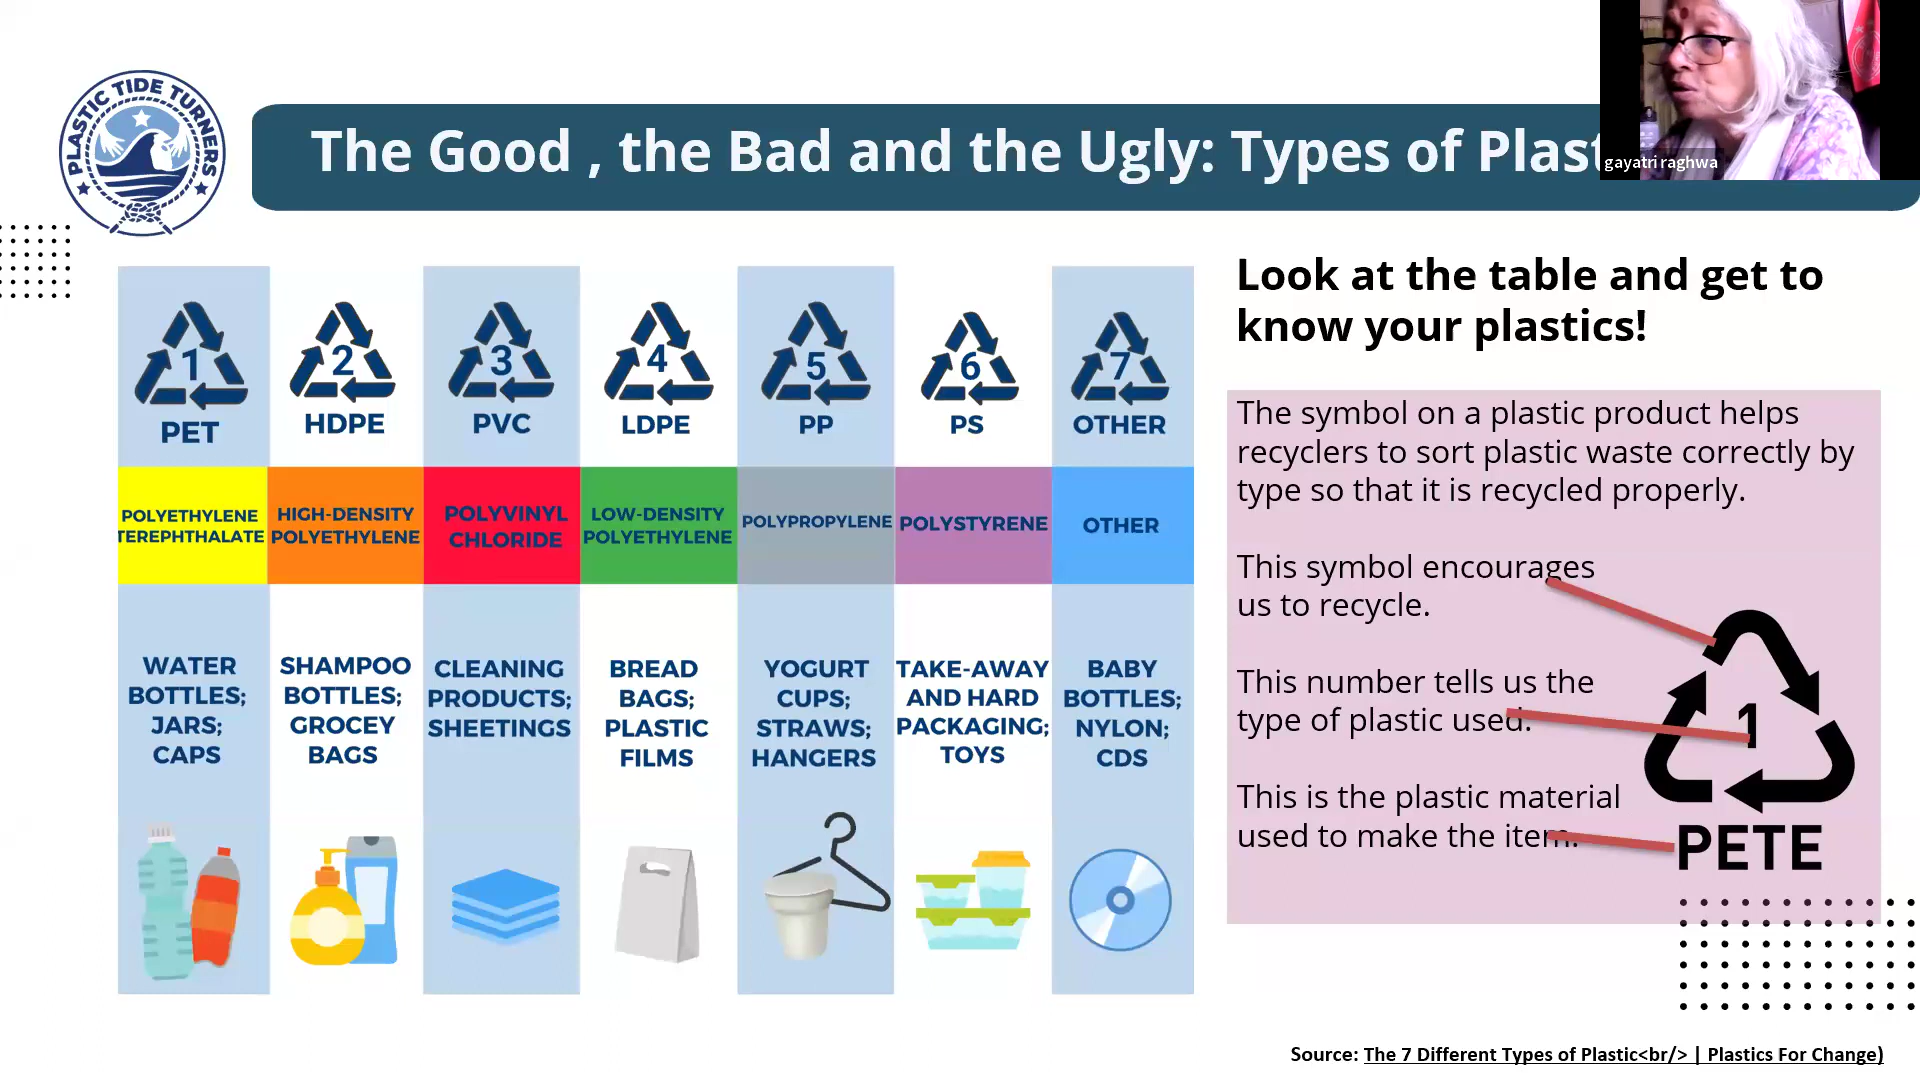 PLASTIC TIDE TURNERS
The Good , the Bad and the Ugly: Types of Plast
gayatri raghwa
Look at the table and get to
know your plastics!
1
PET
2
HDPE
3
PVC
4
LDPE
5
PP
6
PS
7
OTHER
POLYETHYLENE
TEREPHTHALATE
HIGH-DENSITY
POLYETHYLENE
POLYVINYL
CHLORIDE
LOW-DENSITY
POLYETHYLENE
POLYPROPYLENE
POLYSTYRENE
OTHER
WATER
BOTTLES;
JARS;
CAPS
SHAMPOO
BOTTLES;
GROCEY
BAGS
CLEANING
PRODUCTS;
SHEETINGS
BREAD
BAGS;
PLASTIC
FILMS
YOGURT
CUPS;
STRAWS;
HANGERS
TAKE-AWAY
AND HARD
PACKAGING;
TOYS
BABY
BOTTLES;
NYLON;
CDS
The symbol on a plastic product helps
recyclers to sort plastic waste correctly by
type so that it is recycled properly.
This symbol encourages
us to recycle.
This number tells us the
type of plastic used.
This is the plastic material
used to make the item.
1
PETE
Source: The 7 Different Types of Plastic<br/> | Plastics For Change)